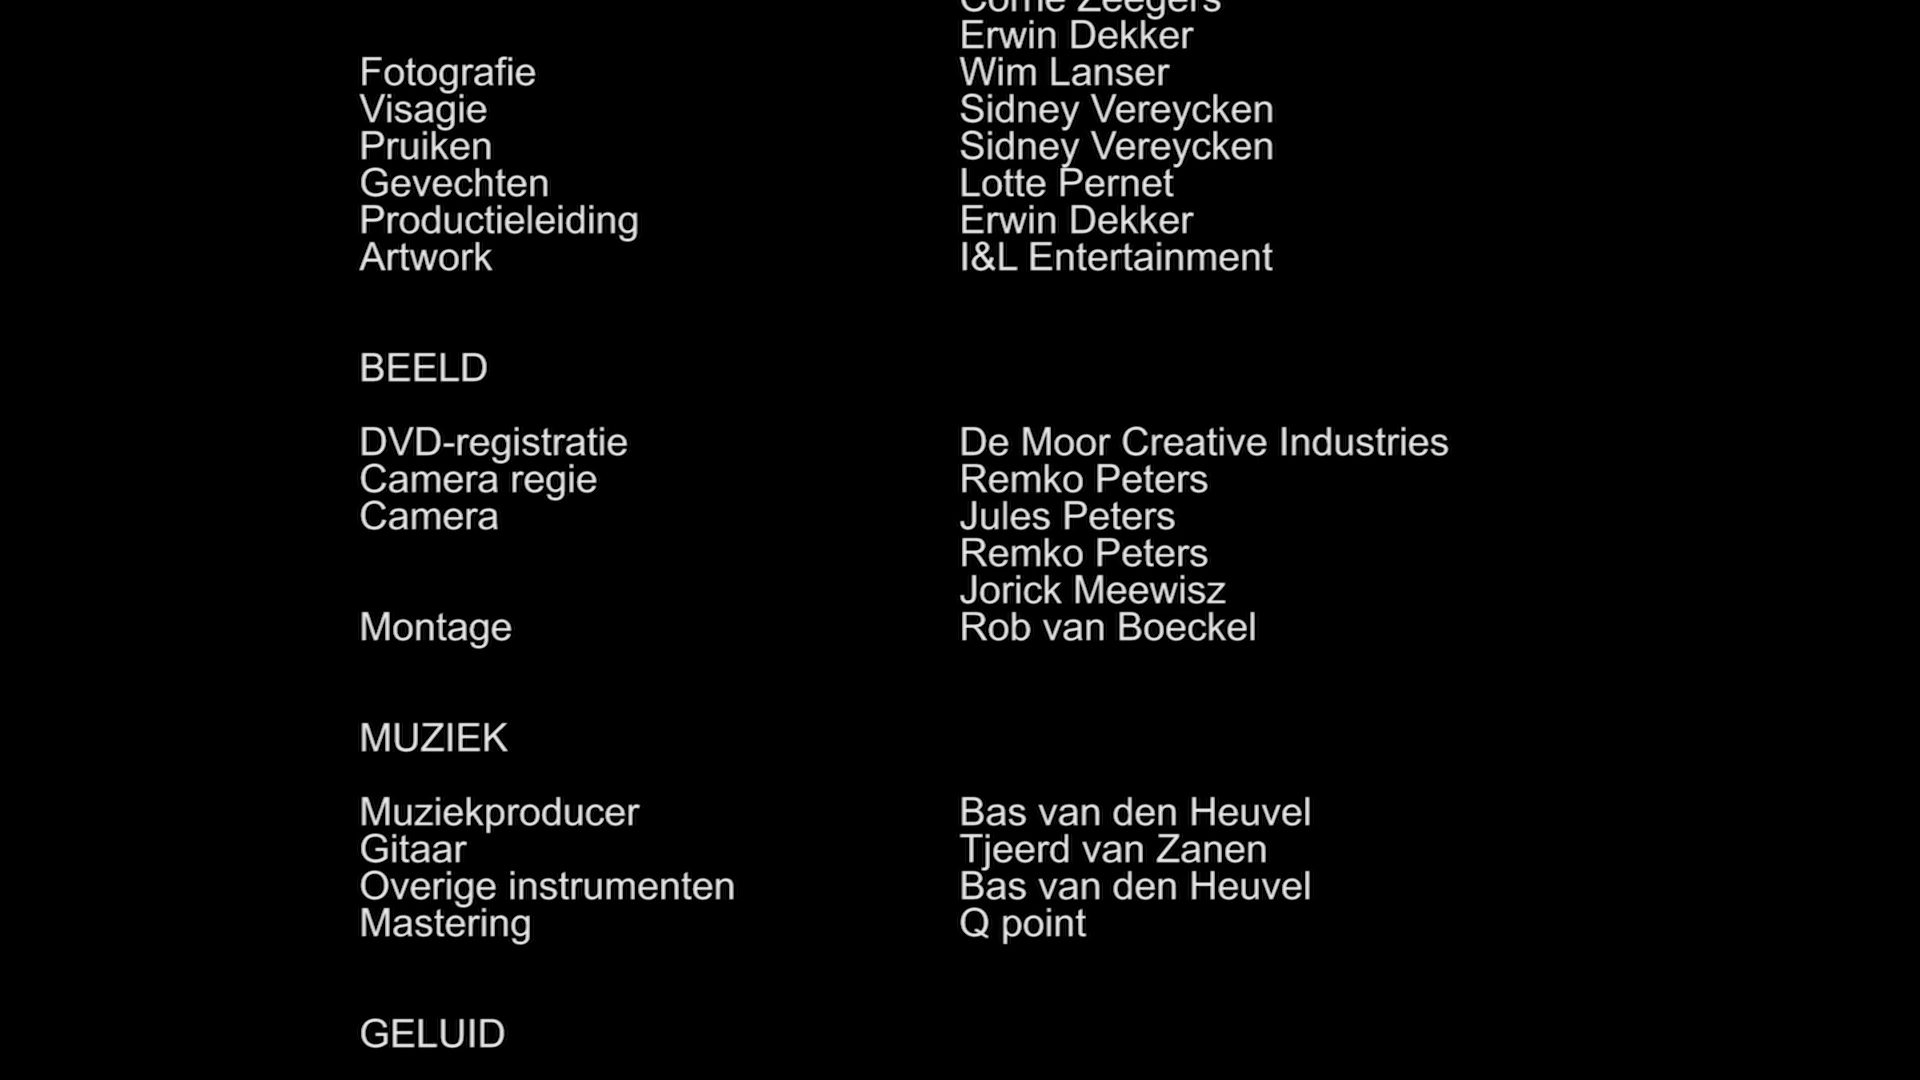 Corrie Zeegers
Erwin Dekker
Fotografie Wim Lanser
Visagie Sidney Vereycken
Pruiken Sidney Vereycken
Gevechten Lotte Pernet
Productieleiding Erwin Dekker
Artwork I&L Entertainment
BEELD
DVD-registratie De Moor Creative Industries
Camera regie Remko Peters
Camera Jules Peters
Remko Peters
Jorick Meewisz
Montage Rob van Boeckel
MUZIEK
Muziekproducer Bas van den Heuvel
Gitaar Tjeerd van Zanen
Overige instrumenten Bas van den Heuvel
Mastering Q point
GELUID